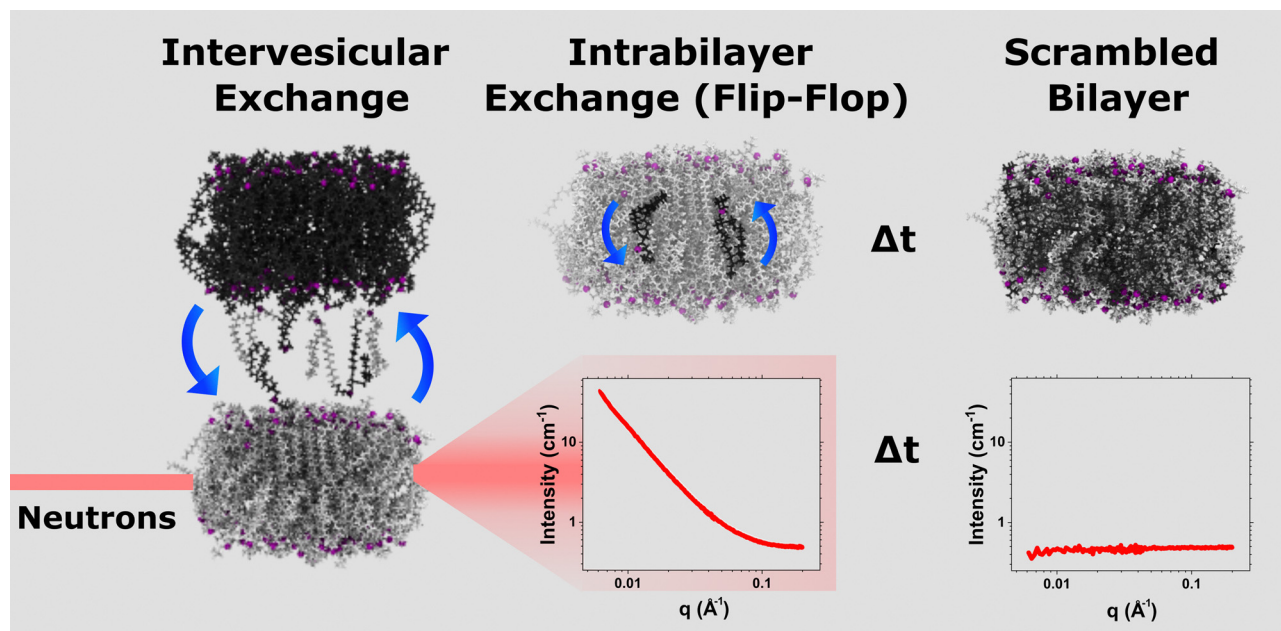 Intervesicular
Exchange
Intrabilayer
Exchange (Flip-Flop)
Scrambled
Bilayer
Δt
Neutrons
Intensity (cm⁻¹)
10
1
0.01
0.1
q (Å⁻¹)
Δt
Intensity (cm⁻¹)
10
1
0.01
0.1
q (Å⁻¹)